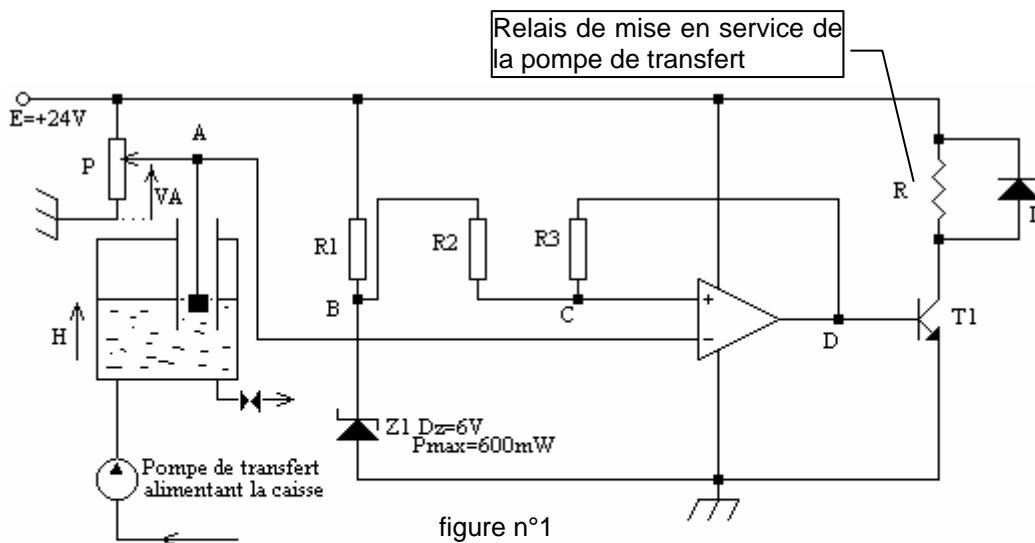 Relais de mise en service de
la pompe de transfert
E=+24V
A
P
VA
R1
R2
R3
R
B
C
+
-
D
T1
H
Z1 Dz=6V
Pmax=600mW
Pompe de transfert
alimentant la caisse
figure n°1